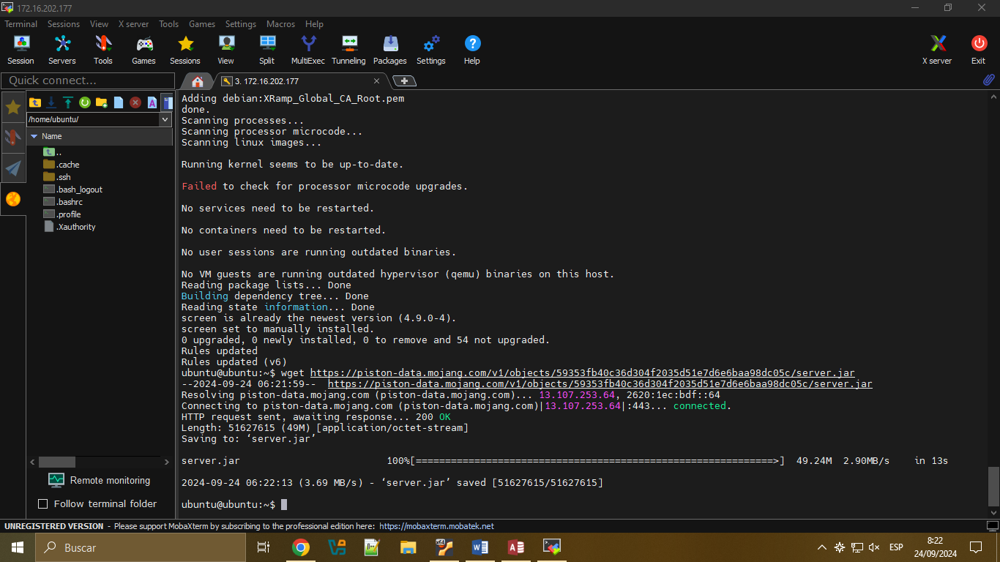 172.16.202.177
Terminal Sessions View X server Tools Games Settings Macros Help
Session Servers Tools Games Sessions View Split MultiExec Tunneling Packages Settings Help X server Exit
Quick connect...
3. 172.16.202.177
/home/ubuntu/
Name
..
.cache
.ssh
.bash_logout
.bashrc
.profile
.Xauthority
Remote monitoring
Follow terminal folder
Adding debian:XRamp_Global_CA_Root.pem
done.
Scanning processes...
Scanning processor microcode...
Scanning linux images...
Running kernel seems to be up-to-date.
Failed to check for processor microcode upgrades.
No services need to be restarted.
No containers need to be restarted.
No user sessions are running outdated binaries.
No VM guests are running outdated hypervisor (qemu) binaries on this host.
Reading package lists... Done
Building dependency tree... Done
Reading state information... Done
screen is already the newest version (4.9.0-4).
screen set to manually installed.
0 upgraded, 0 newly installed, 0 to remove and 54 not upgraded.
Rules updated
Rules updated (v6)
ubuntu@ubuntu:~$ wget https://piston-data.mojang.com/v1/objects/59353fb40c36d304f2035d51e7d6e6baa98dc05c/server.jar
--2024-09-24 06:21:59-- https://piston-data.mojang.com/v1/objects/59353fb40c36d304f2035d51e7d6e6baa98dc05c/server.jar
Resolving piston-data.mojang.com (piston-data.mojang.com)... 13.107.253.64, 2620:1ec:bdf::64
Connecting to piston-data.mojang.com (piston-data.mojang.com)|13.107.253.64|:443... connected.
HTTP request sent, awaiting response... 200 OK
Length: 51627615 (49M) [application/octet-stream]
Saving to: ‘server.jar’
server.jar 100%[=============================================================>] 49.24M 2.90MB/s in 13s
2024-09-24 06:22:13 (3.69 MB/s) - ‘server.jar’ saved [51627615/51627615]
ubuntu@ubuntu:~$
UNREGISTERED VERSION - Please support MobaXterm by subscribing to the professional edition here: https://mobaxterm.mobatek.net
Buscar
ESP
8:22
24/09/2024